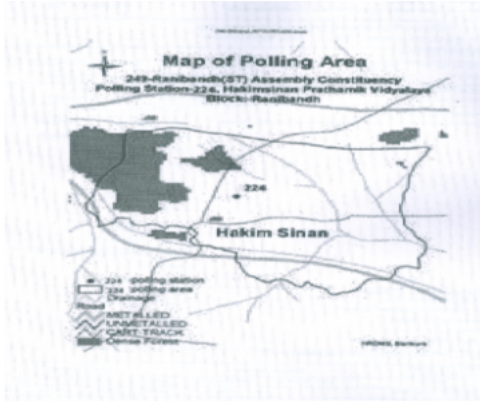 Map of Polling Area
249-Ranibandh(ST) Assembly Constituency
Polling Station-224, Hakimsinan Prathamik Vidyalaya
Block:-Ranibandh
224
Hakim Sinan
224 polling station
224 polling area
Drainage
Road
METALLED
UNMETALLED
CART TRACK
Dense Forest